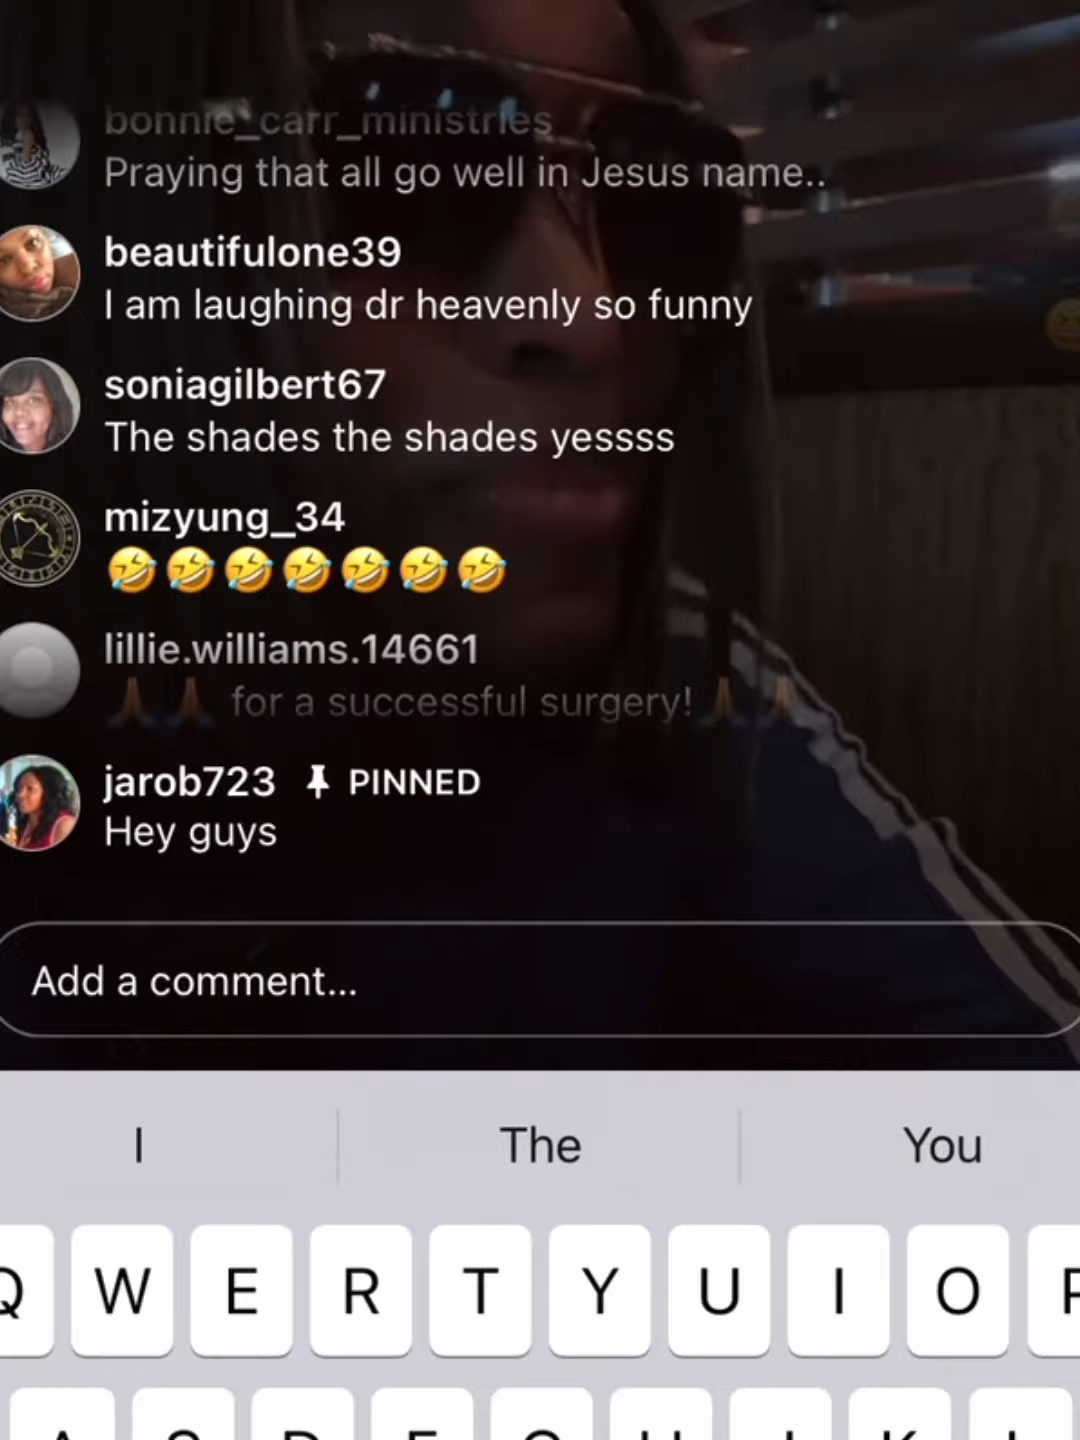 bonnie_carr_ministries
Praying that all go well in Jesus name..
beautifulone39
I am laughing dr heavenly so funny
soniagilbert67
The shades the shades yessss
mizyung_34
🤣🤣🤣🤣🤣🤣🤣
lillie.williams.14661
🙏🏾🙏🏾 for a successful surgery!🙏🏾🙏🏾
jarob723 📌 PINNED
Hey guys
Add a comment...
I The You
Q W E R T Y U I O P
A S D F G H J K L